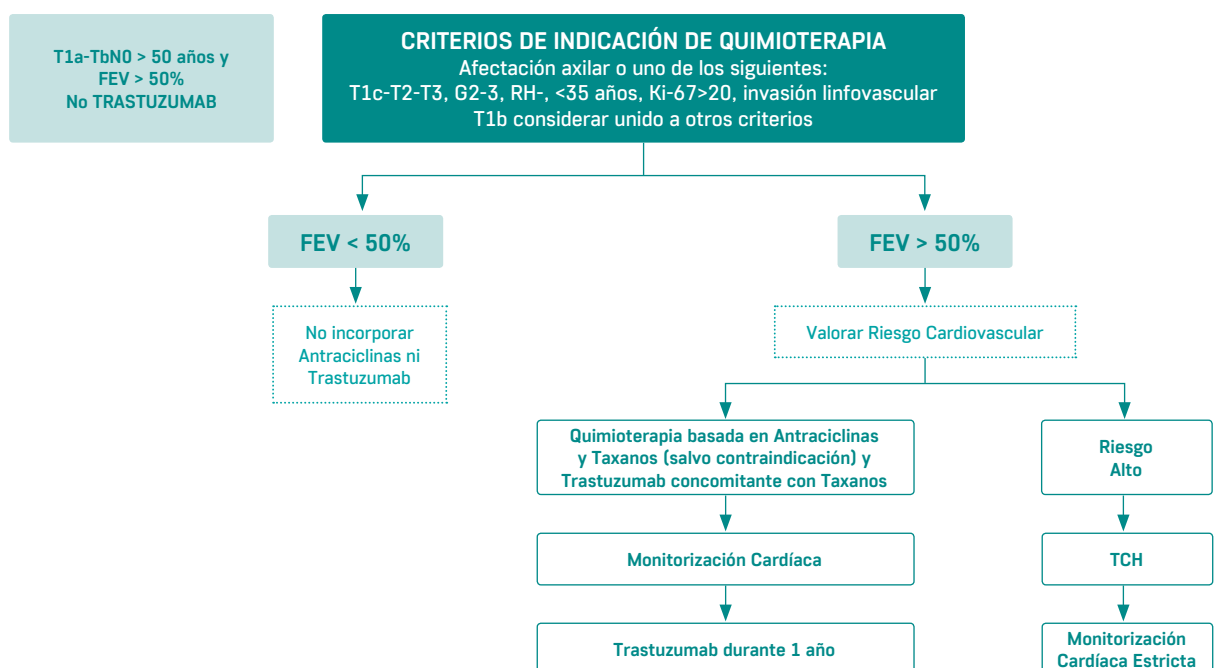 T1a-TbN0 > 50 años y
FEV > 50%
No TRASTUZUMAB
CRITERIOS DE INDICACIÓN DE QUIMIOTERAPIA
Afectación axilar o uno de los siguientes:
T1c-T2-T3, G2-3, RH-, <35 años, Ki-67>20, invasión linfovascular
T1b considerar unido a otros criterios
FEV < 50%
FEV > 50%
No incorporar
Antraciclinas ni
Trastuzumab
Valorar Riesgo Cardiovascular
Quimioterapia basada en Antraciclinas
y Taxanos (salvo contraindicación) y
Trastuzumab concomitante con Taxanos
Riesgo
Alto
Monitorización Cardíaca
TCH
Trastuzumab durante 1 año
Monitorización
Cardíaca Estricta